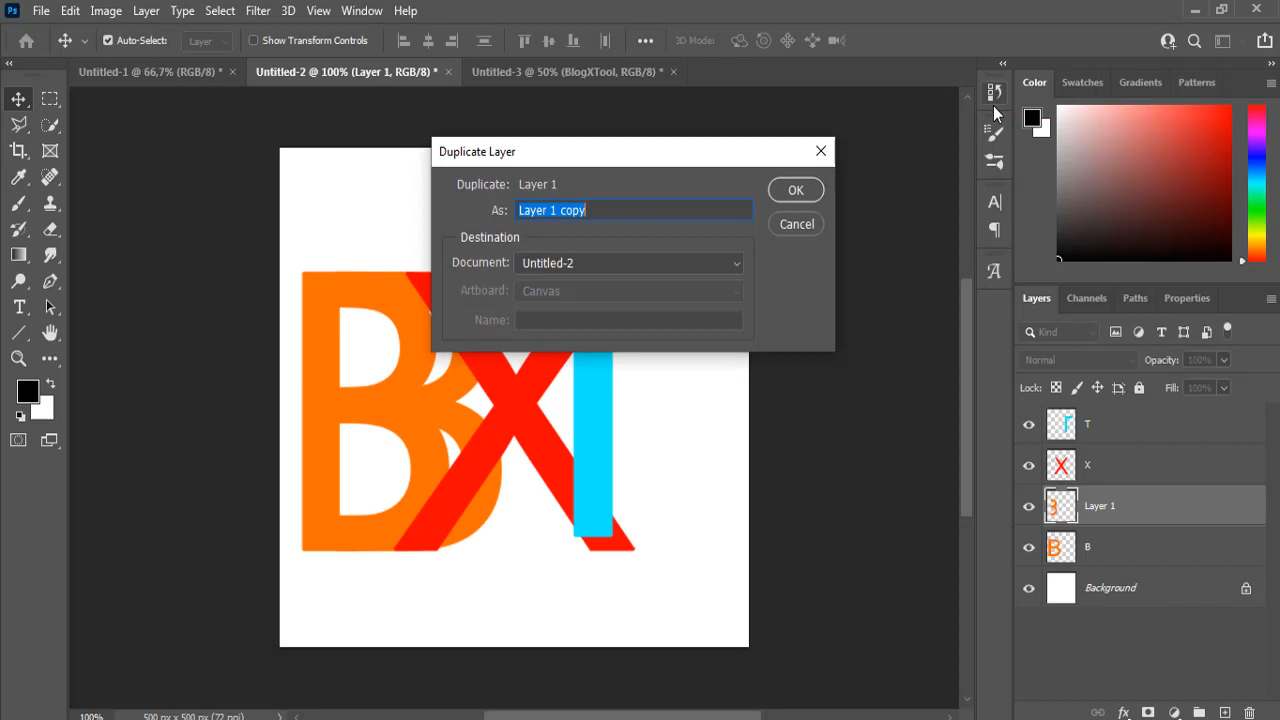 Ps File Edit Image Layer Type Select Filter 3D View Window Help
Auto-Select: Layer Show Transform Controls 3D Mode:
Untitled-1 @ 66,7% (RGB/8) * Untitled-2 @ 100% (Layer 1, RGB/8) * Untitled-3 @ 50% (BlogXTool, RGB/8) *
Color Swatches Gradients Patterns
Duplicate Layer
Duplicate: Layer 1
OK
As: Layer 1 copy
Cancel
Destination
Document: Untitled-2
Artboard: Canvas
Name:
BXT
Layers Channels Paths Properties
Kind
Normal Opacity: 100%
Lock: Fill: 100%
T
X
Layer 1
B
Background
100% 500 px x 500 px (72 ppi)
fx